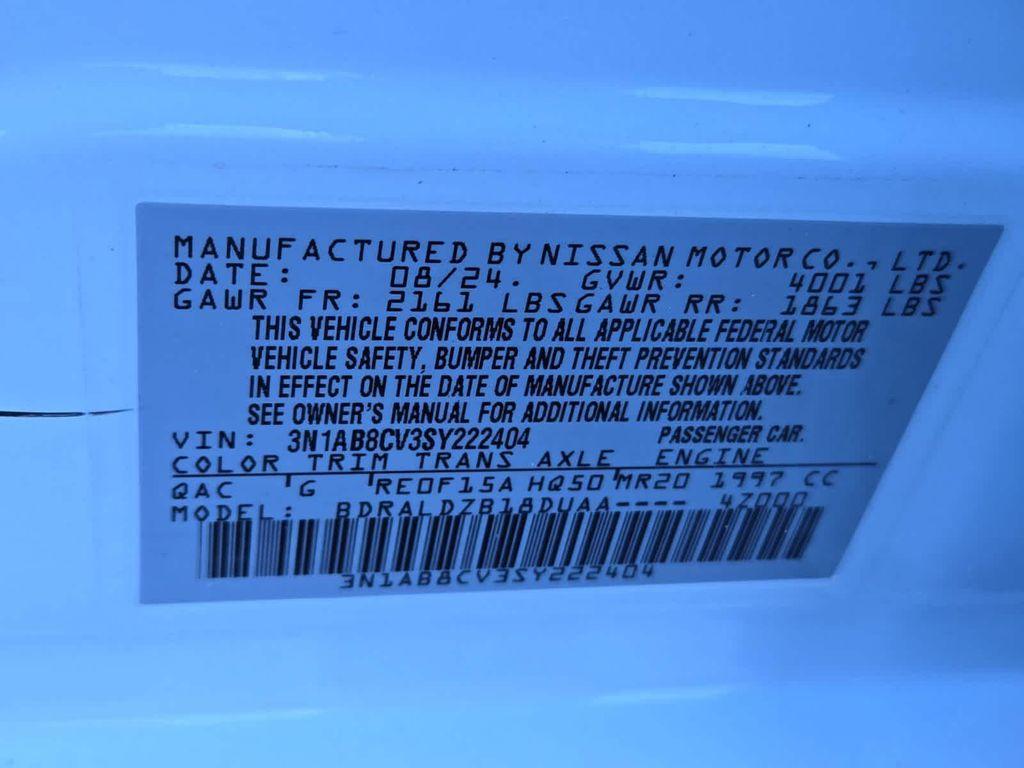 MANUFACTURED BY NISSAN MOTOR CO., LTD.
DATE: 08/24. GVWR: 4001 LBS
GAWR FR: 2161 LBS GAWR RR: 1863 LBS
THIS VEHICLE CONFORMS TO ALL APPLICABLE FEDERAL MOTOR
VEHICLE SAFETY, BUMPER AND THEFT PREVENTION STANDARDS
IN EFFECT ON THE DATE OF MANUFACTURE SHOWN ABOVE.
SEE OWNER'S MANUAL FOR ADDITIONAL INFORMATION.
VIN: 3N1AB8CV3SY222404 PASSENGER CAR.
COLOR TRIM TRANS AXLE ENGINE
QAC G RE0F15A HQ50 MR20 1997 CC
MODEL: BDRALDZB18DUAA---- 4Z000
3N1AB8CV3SY222404